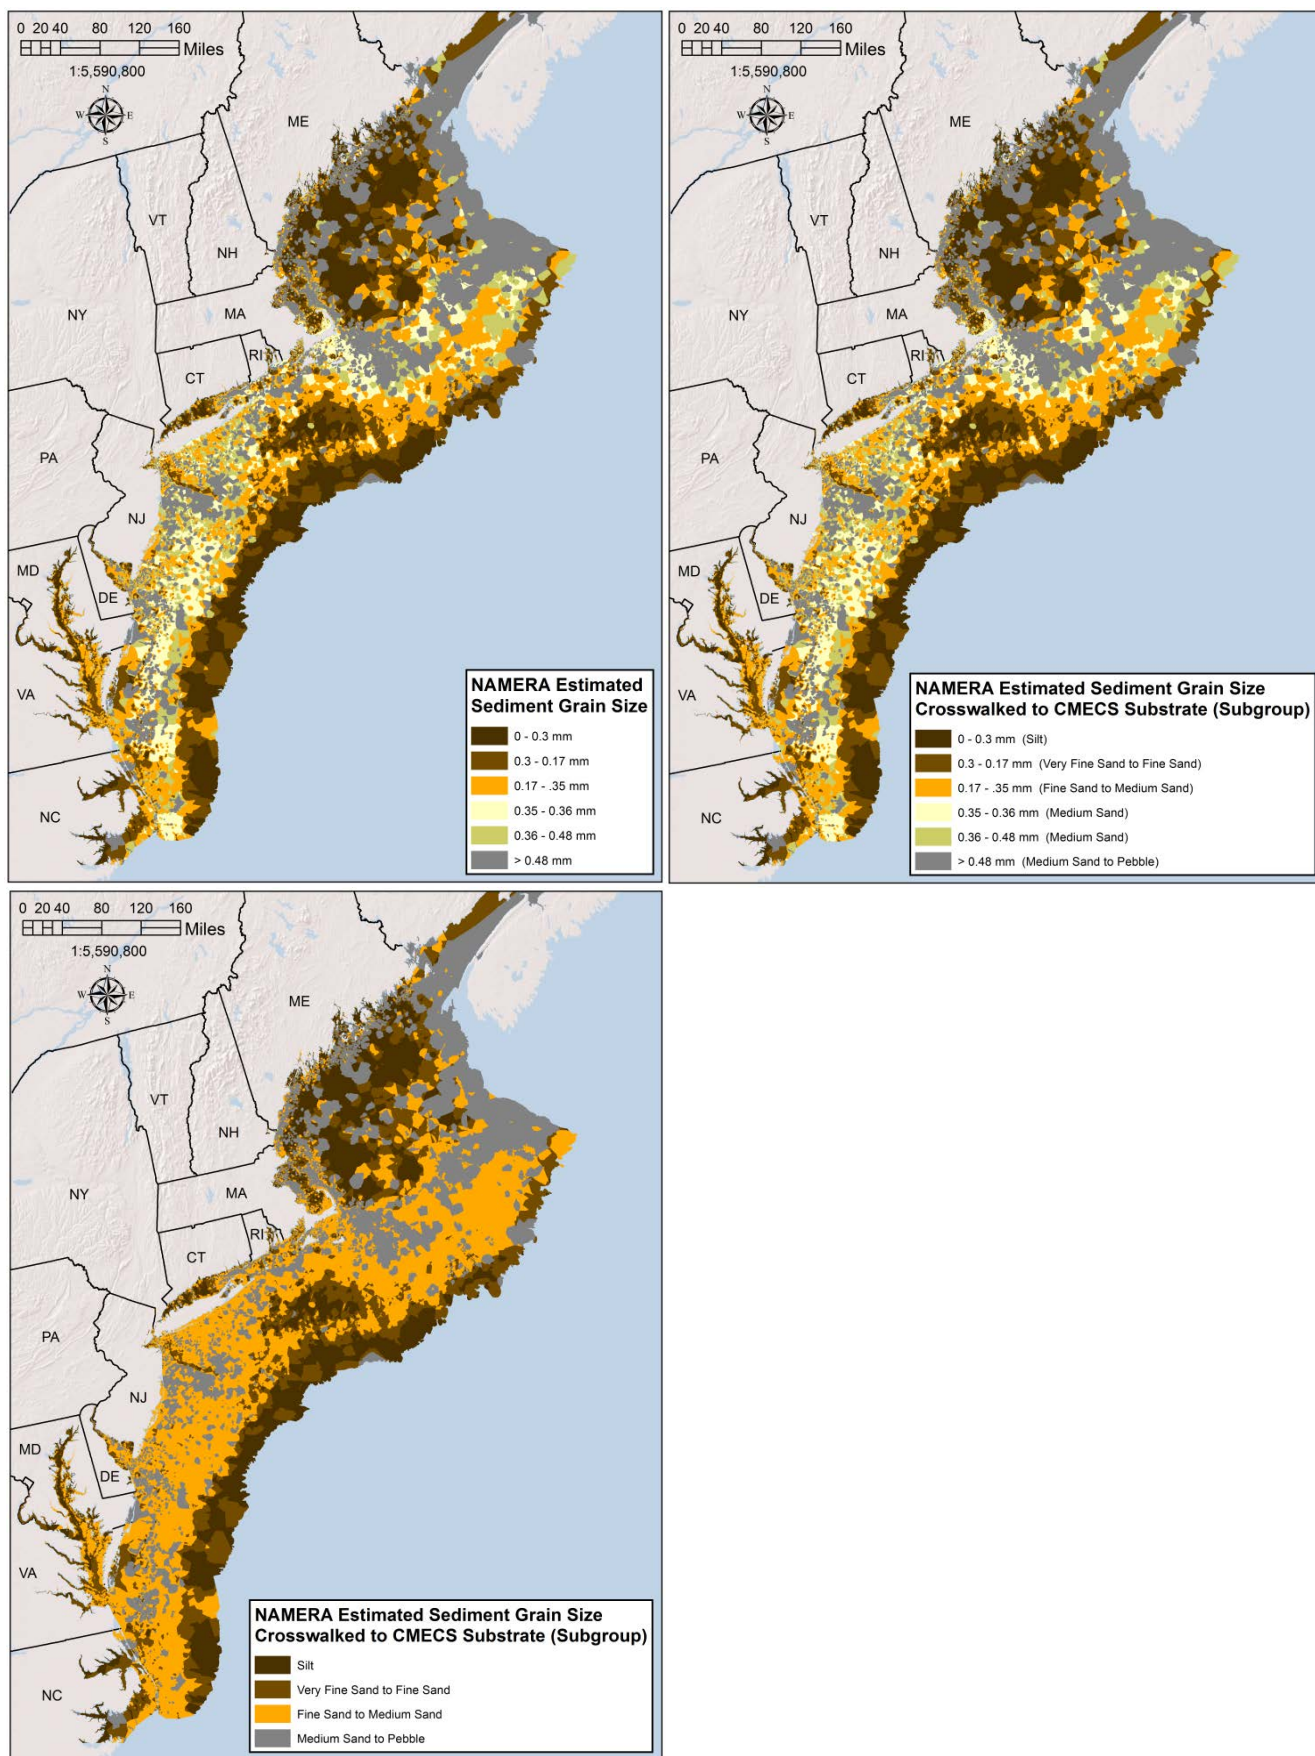 0 20 40 80 120 160
Miles
1:5,590,800
N
W E
S
ME
VT
NH
NY
MA
RI
CT
PA
NJ
MD
DE
VA
NC
NAMERA Estimated
Sediment Grain Size
0 - 0.3 mm
0.3 - 0.17 mm
0.17 - .35 mm
0.35 - 0.36 mm
0.36 - 0.48 mm
> 0.48 mm
0 20 40 80 120 160
Miles
1:5,590,800
N
W E
S
ME
VT
NH
NY
MA
RI
CT
PA
NJ
MD
DE
VA
NC
NAMERA Estimated Sediment Grain Size
Crosswalked to CMECS Substrate (Subgroup)
0 - 0.3 mm (Silt)
0.3 - 0.17 mm (Very Fine Sand to Fine Sand)
0.17 - .35 mm (Fine Sand to Medium Sand)
0.35 - 0.36 mm (Medium Sand)
0.36 - 0.48 mm (Medium Sand)
> 0.48 mm (Medium Sand to Pebble)
0 20 40 80 120 160
Miles
1:5,590,800
N
W E
S
ME
VT
NH
NY
MA
RI
CT
PA
NJ
MD
DE
VA
NC
NAMERA Estimated Sediment Grain Size
Crosswalked to CMECS Substrate (Subgroup)
Silt
Very Fine Sand to Fine Sand
Fine Sand to Medium Sand
Medium Sand to Pebble